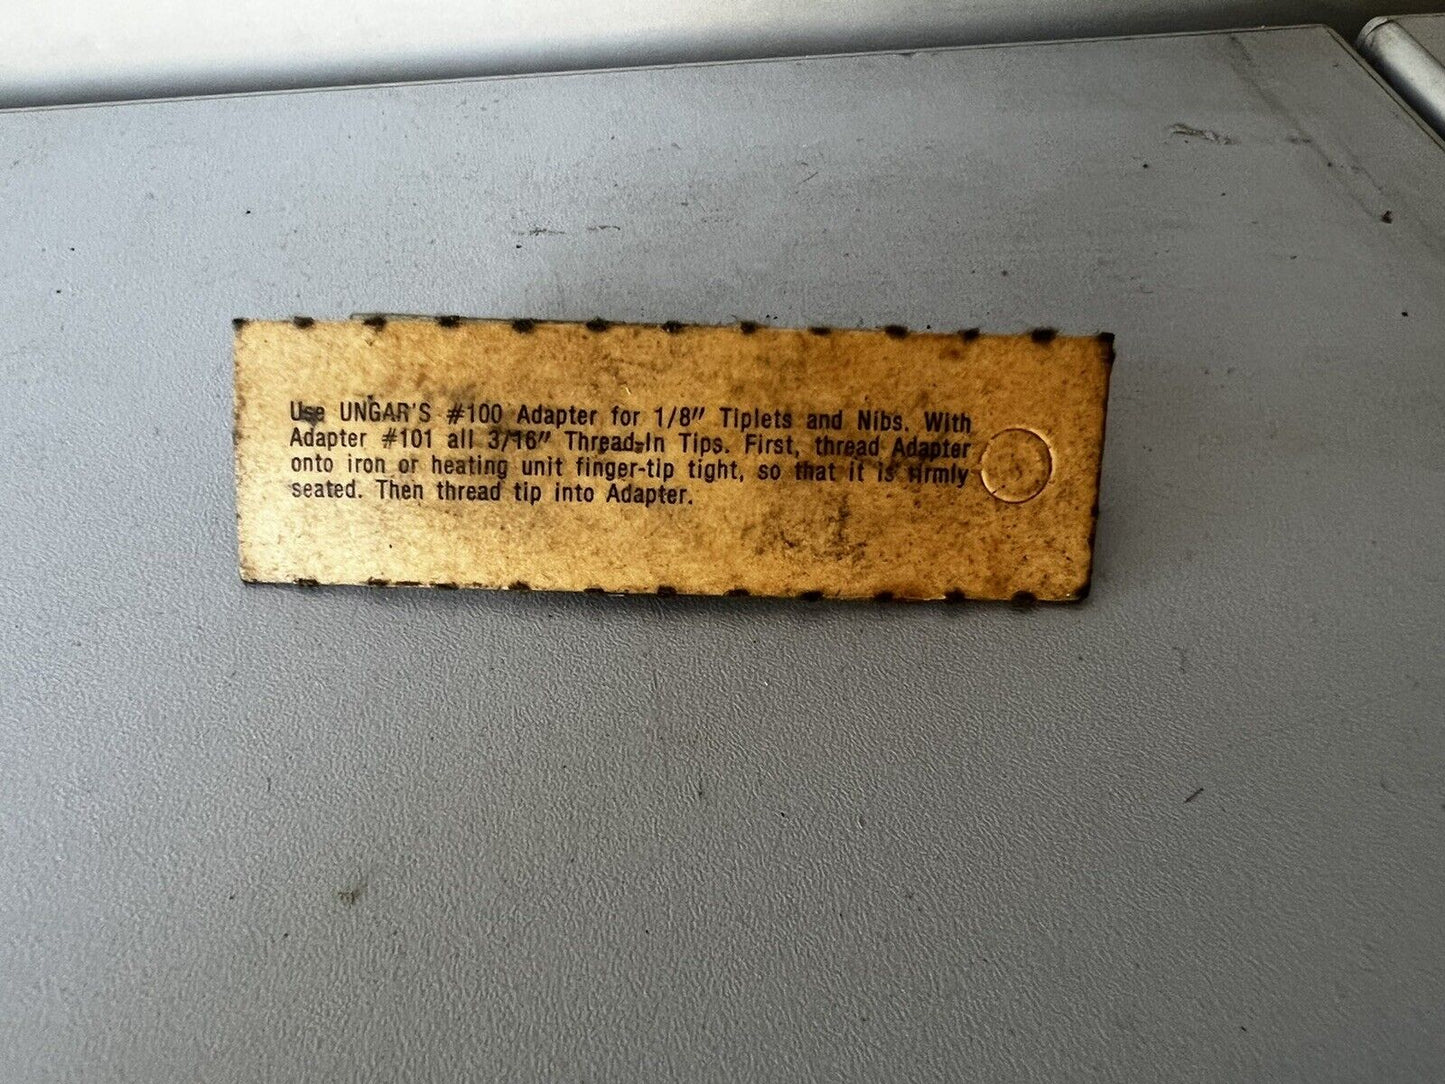 Use UNGAR'S #100 Adapter for 1/8" Tiplets and Nibs. With
Adapter #101 all 3/16" Thread-In Tips. First, thread Adapter
onto iron or heating unit finger-tip tight, so that it is firmly
seated. Then thread tip into Adapter.